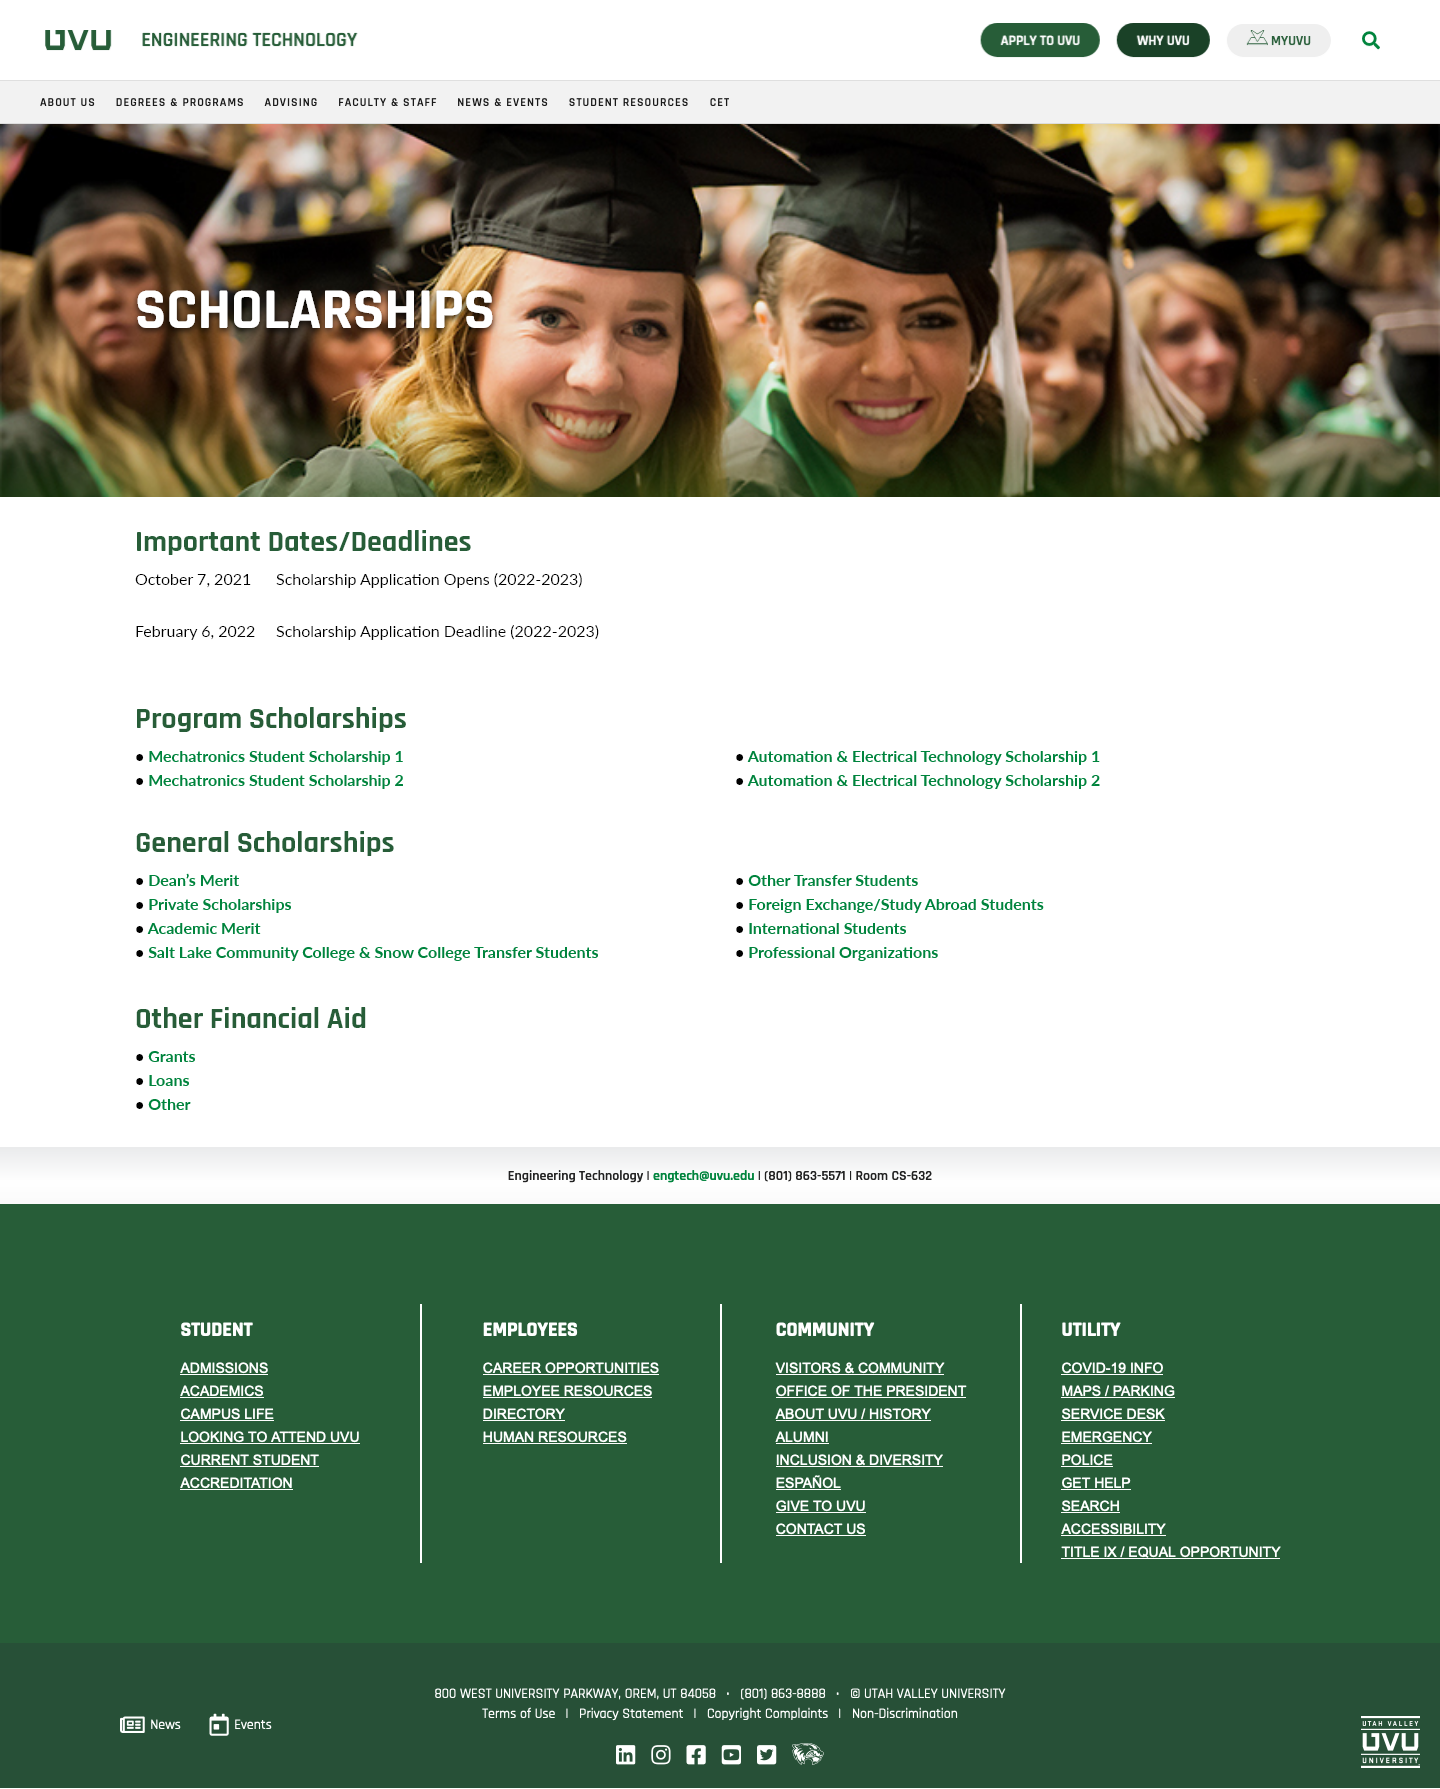 UVU ENGINEERING TECHNOLOGY APPLY TO UVU WHY UVU MYUVU
ABOUT US DEGREES & PROGRAMS ADVISING FACULTY & STAFF NEWS & EVENTS STUDENT RESOURCES CET
SCHOLARSHIPS
Important Dates/Deadlines
October 7, 2021 Scholarship Application Opens (2022-2023)
February 6, 2022 Scholarship Application Deadline (2022-2023)
Program Scholarships
● Mechatronics Student Scholarship 1
● Mechatronics Student Scholarship 2
● Automation & Electrical Technology Scholarship 1
● Automation & Electrical Technology Scholarship 2
General Scholarships
● Dean’s Merit
● Private Scholarships
● Academic Merit
● Salt Lake Community College & Snow College Transfer Students
● Other Transfer Students
● Foreign Exchange/Study Abroad Students
● International Students
● Professional Organizations
Other Financial Aid
● Grants
● Loans
● Other
Engineering Technology | engtech@uvu.edu | (801) 863-5571 | Room CS-632
STUDENT
ADMISSIONS
ACADEMICS
CAMPUS LIFE
LOOKING TO ATTEND UVU
CURRENT STUDENT
ACCREDITATION
EMPLOYEES
CAREER OPPORTUNITIES
EMPLOYEE RESOURCES
DIRECTORY
HUMAN RESOURCES
COMMUNITY
VISITORS & COMMUNITY
OFFICE OF THE PRESIDENT
ABOUT UVU / HISTORY
ALUMNI
INCLUSION & DIVERSITY
ESPAÑOL
GIVE TO UVU
CONTACT US
UTILITY
COVID-19 INFO
MAPS / PARKING
SERVICE DESK
EMERGENCY
POLICE
GET HELP
SEARCH
ACCESSIBILITY
TITLE IX / EQUAL OPPORTUNITY
News Events
800 WEST UNIVERSITY PARKWAY, OREM, UT 84058 • (801) 863-8888 • © UTAH VALLEY UNIVERSITY
Terms of Use | Privacy Statement | Copyright Complaints | Non-Discrimination
UTAH VALLEY
UVU
UNIVERSITY